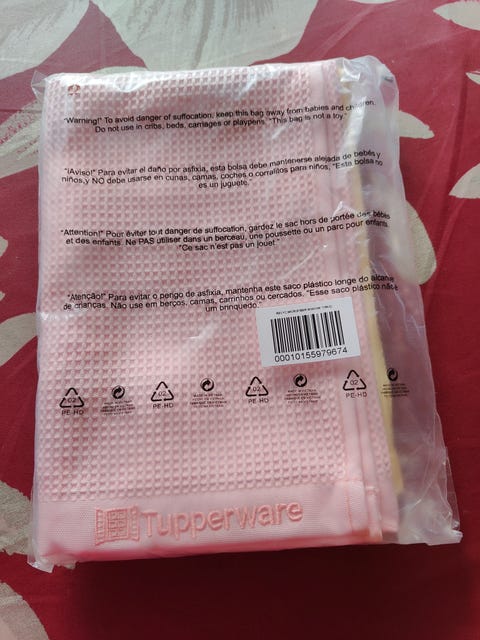 "Warning!" To avoid danger of suffocation, keep this bag away from babies and children.
Do not use in cribs, beds, carriages or playpens. "This bag is not a toy."
"¡Aviso!" Para evitar el daño por asfixia, esta bolsa debe mantenerse alejada de bebés y
niños,y NO debe usarse en cunas, camas, coches o corralitos para niños, "Esta bolsa no
es un juguete."
"Attention!" Pour éviter tout danger de suffocation, gardez le sac hors de portée des bébés
et des enfants. Ne PAS utiliser dans un berceau, une poussette ou un parc pour enfants.
"Ce sac n'est pas un jouet."
"Atenção!" Para evitar o perigo de asfixia, mantenha este saco plástico longe do alcance
de crianças. Não use em berços, camas, carrinhos ou cercados. "Esse saco plástico não é
um brinquedo."
00010155979674
02 02 02 02
PE-HD PE-HD PE-HD PE-HD
Tupperware